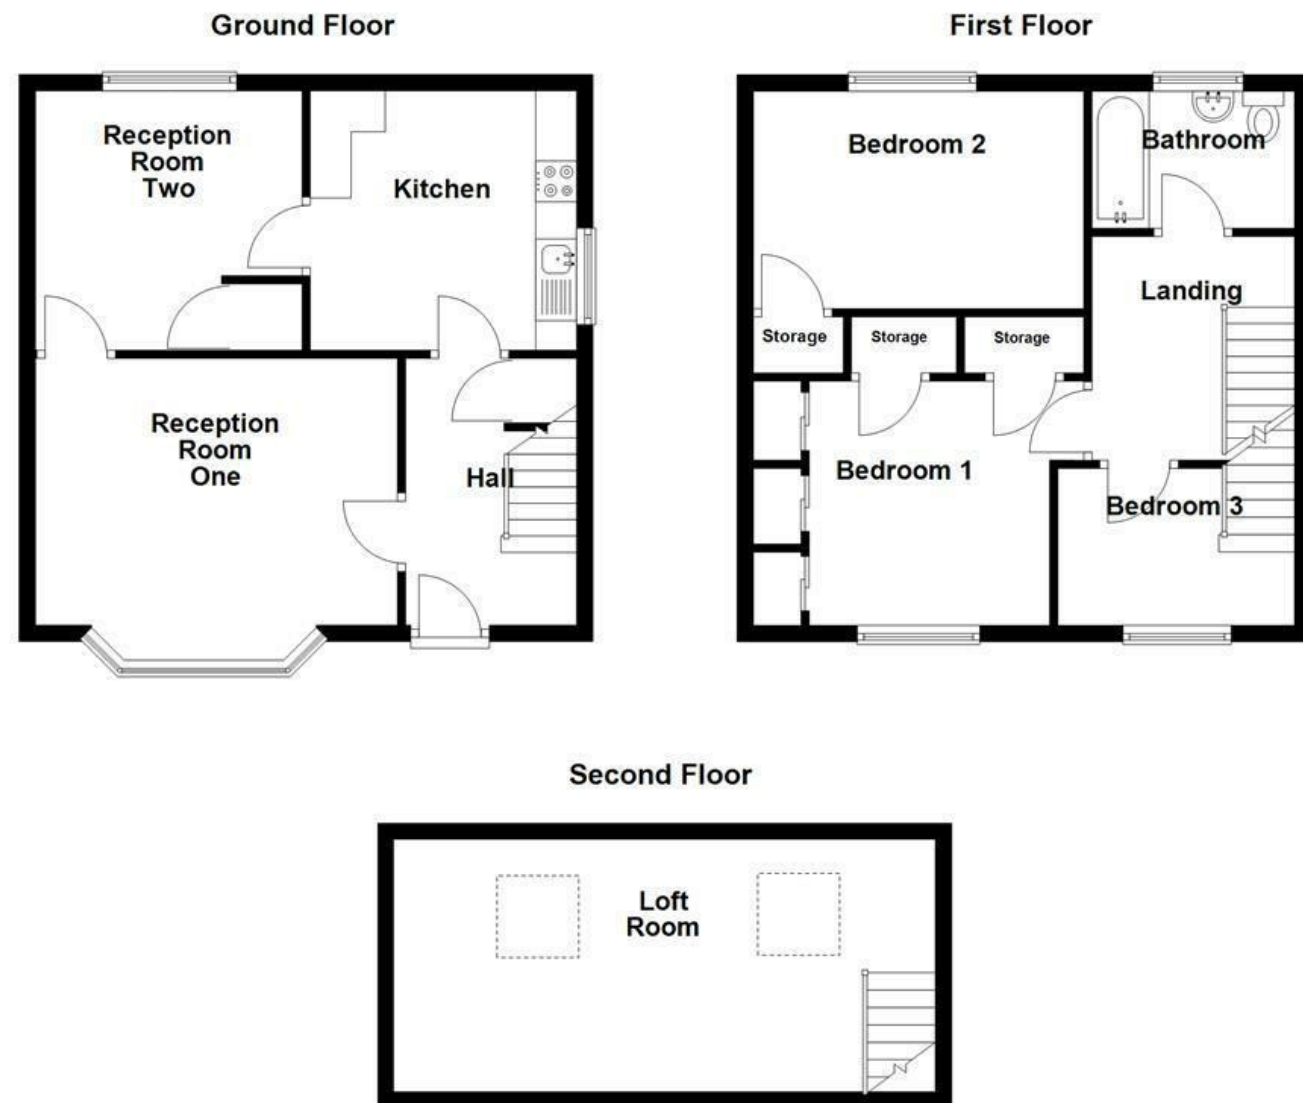 Ground Floor
Reception
Room
Two
Kitchen
Reception
Room
One
Hall
First Floor
Bedroom 2
Bathroom
Landing
Storage
Storage
Storage
Bedroom 1
Bedroom 3
Second Floor
Loft
Room